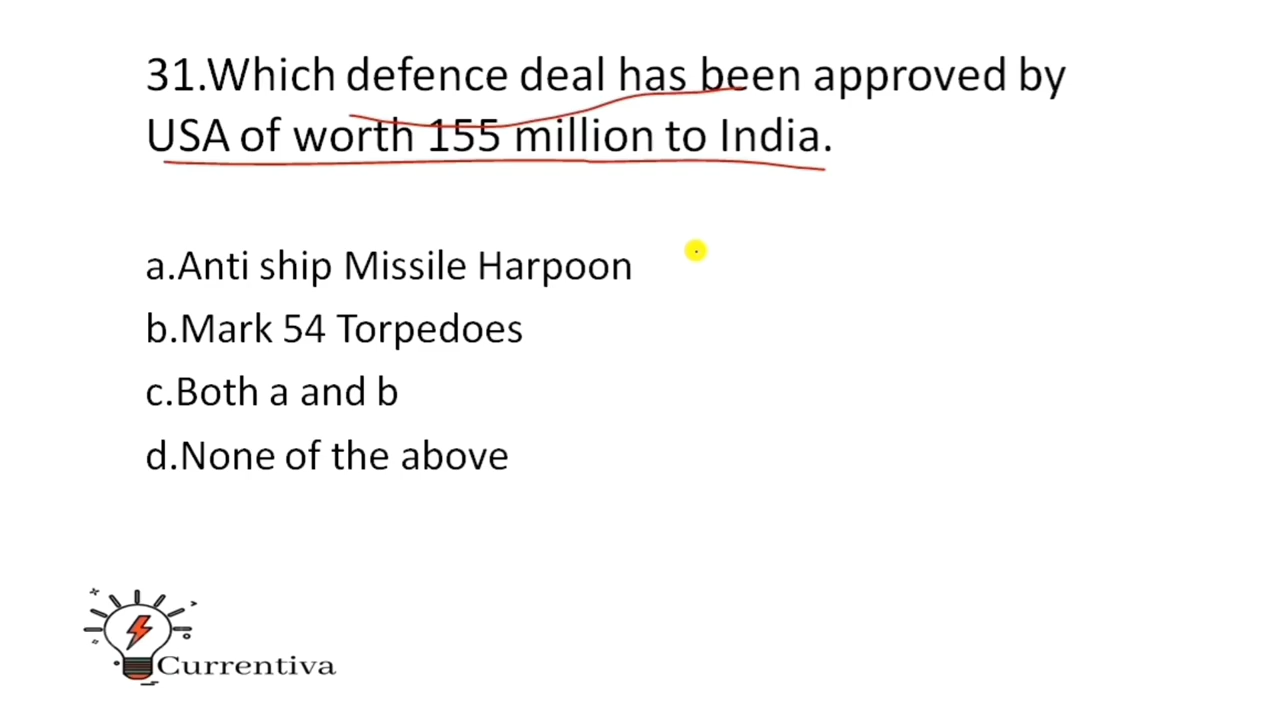 31.Which defence deal has been approved by
USA of worth 155 million to India.
a.Anti ship Missile Harpoon
b.Mark 54 Torpedoes
c.Both a and b
d.None of the above
Currentiva